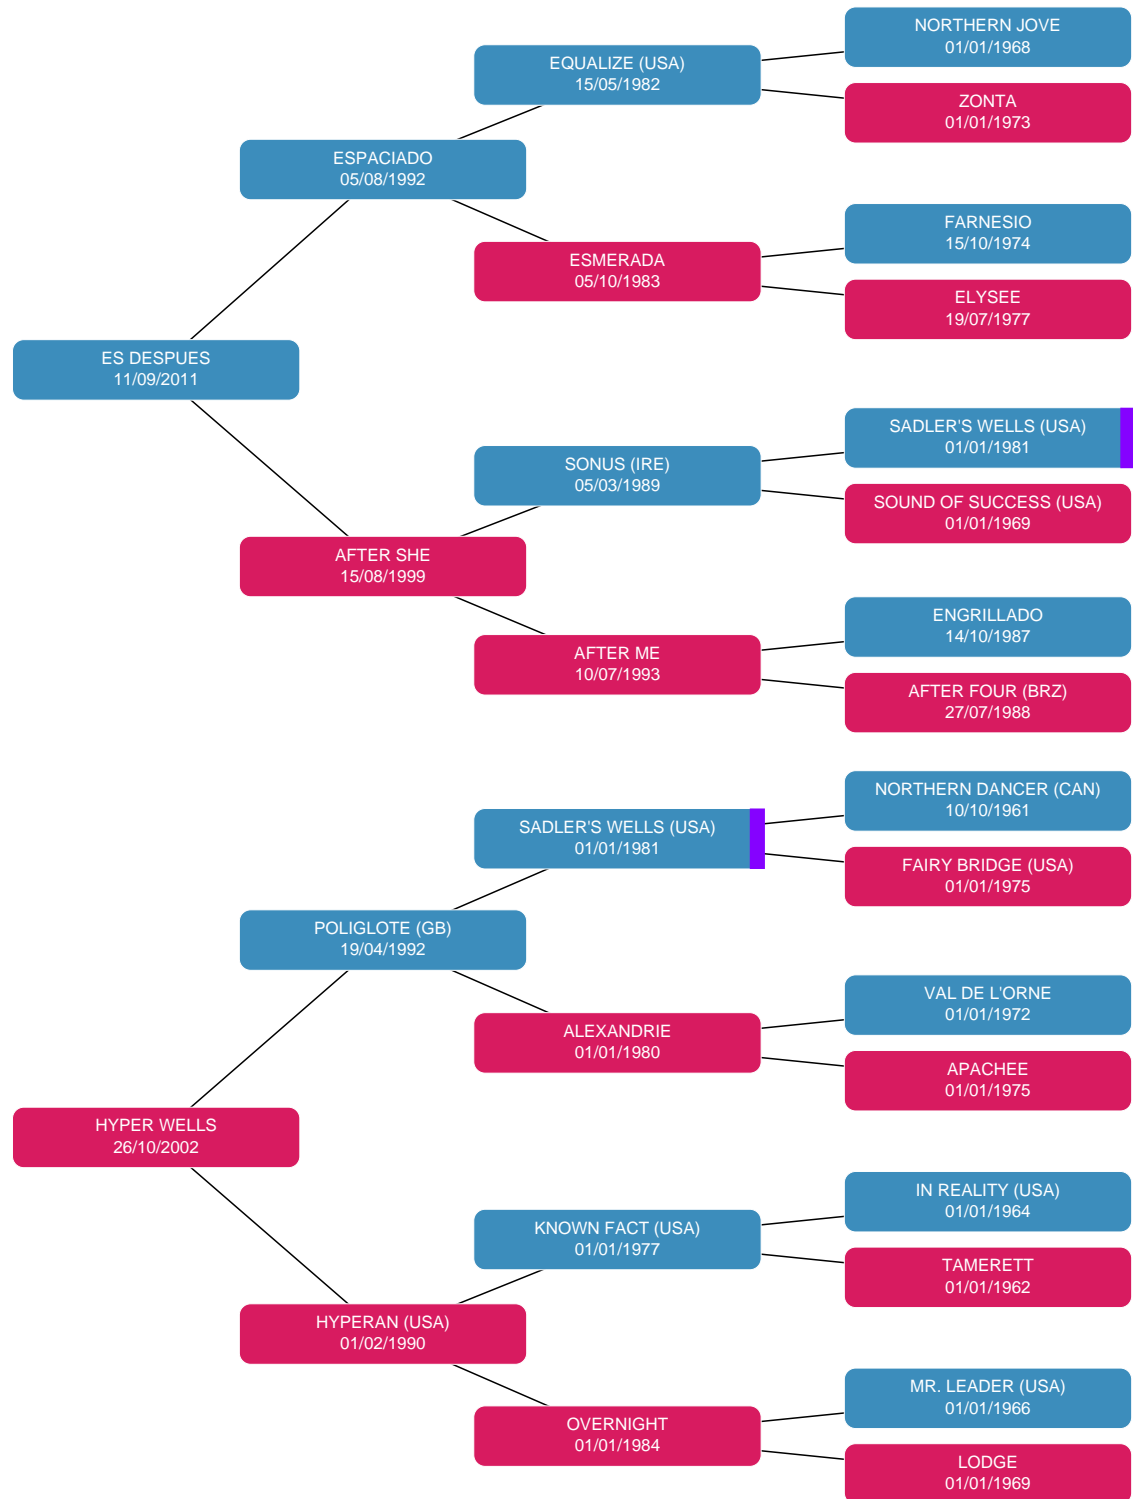 NORTHERN JOVE
01/01/1968
EQUALIZE (USA)
15/05/1982
ZONTA
01/01/1973
ESPACIADO
05/08/1992
FARNESIO
15/10/1974
ESMERADA
05/10/1983
ELYSEE
19/07/1977
ES DESPUES
11/09/2011
SADLER'S WELLS (USA)
01/01/1981
SONUS (IRE)
05/03/1989
SOUND OF SUCCESS (USA)
01/01/1969
AFTER SHE
15/08/1999
ENGRILLADO
14/10/1987
AFTER ME
10/07/1993
AFTER FOUR (BRZ)
27/07/1988
NORTHERN DANCER (CAN)
10/10/1961
SADLER'S WELLS (USA)
01/01/1981
FAIRY BRIDGE (USA)
01/01/1975
POLIGLOTE (GB)
19/04/1992
VAL DE L'ORNE
01/01/1972
ALEXANDRIE
01/01/1980
APACHEE
01/01/1975
HYPER WELLS
26/10/2002
IN REALITY (USA)
01/01/1964
KNOWN FACT (USA)
01/01/1977
TAMERETT
01/01/1962
HYPERAN (USA)
01/02/1990
MR. LEADER (USA)
01/01/1966
OVERNIGHT
01/01/1984
LODGE
01/01/1969